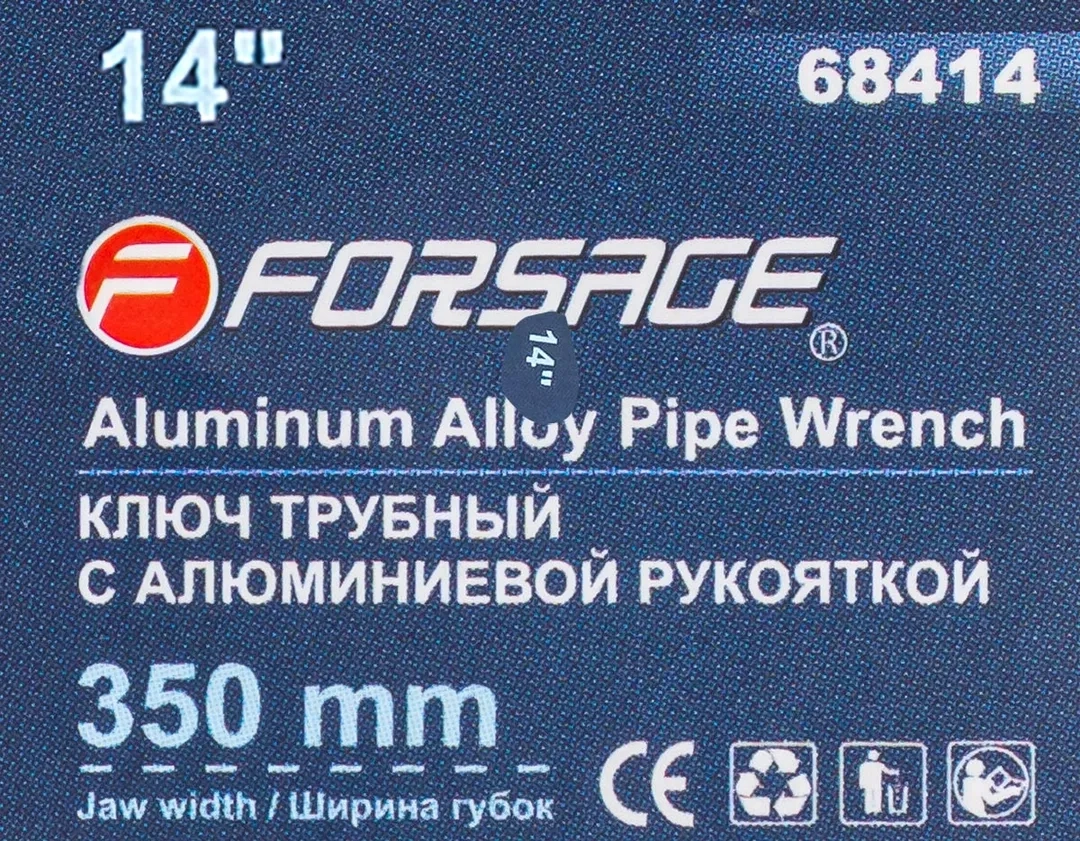 14"
68414
F FORSAGE ®
14"
Aluminum Alloy Pipe Wrench
КЛЮЧ ТРУБНЫЙ
С АЛЮМИНИЕВОЙ РУКОЯТКОЙ
350 mm
Jaw width / Ширина губок
CE